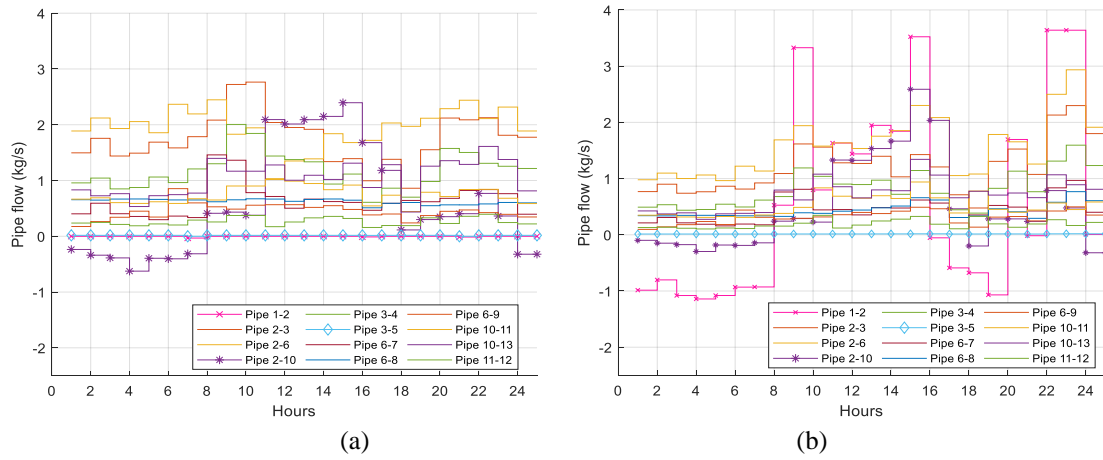 4
3
2
1
0
-1
-2
Pipe flow (kg/s)
Pipe 1-2 Pipe 3-4 Pipe 6-9
Pipe 2-3 Pipe 3-5 Pipe 10-11
Pipe 2-6 Pipe 6-7 Pipe 10-13
Pipe 2-10 Pipe 6-8 Pipe 11-12
2 4 6 8 10 12 14 16 18 20 22 24
Hours
(a)
4
3
2
1
0
-1
-2
Pipe flow (kg/s)
Pipe 1-2 Pipe 3-4 Pipe 6-9
Pipe 2-3 Pipe 3-5 Pipe 10-11
Pipe 2-6 Pipe 6-7 Pipe 10-13
Pipe 2-10 Pipe 6-8 Pipe 11-12
2 4 6 8 10 12 14 16 18 20 22 24
Hours
(b)